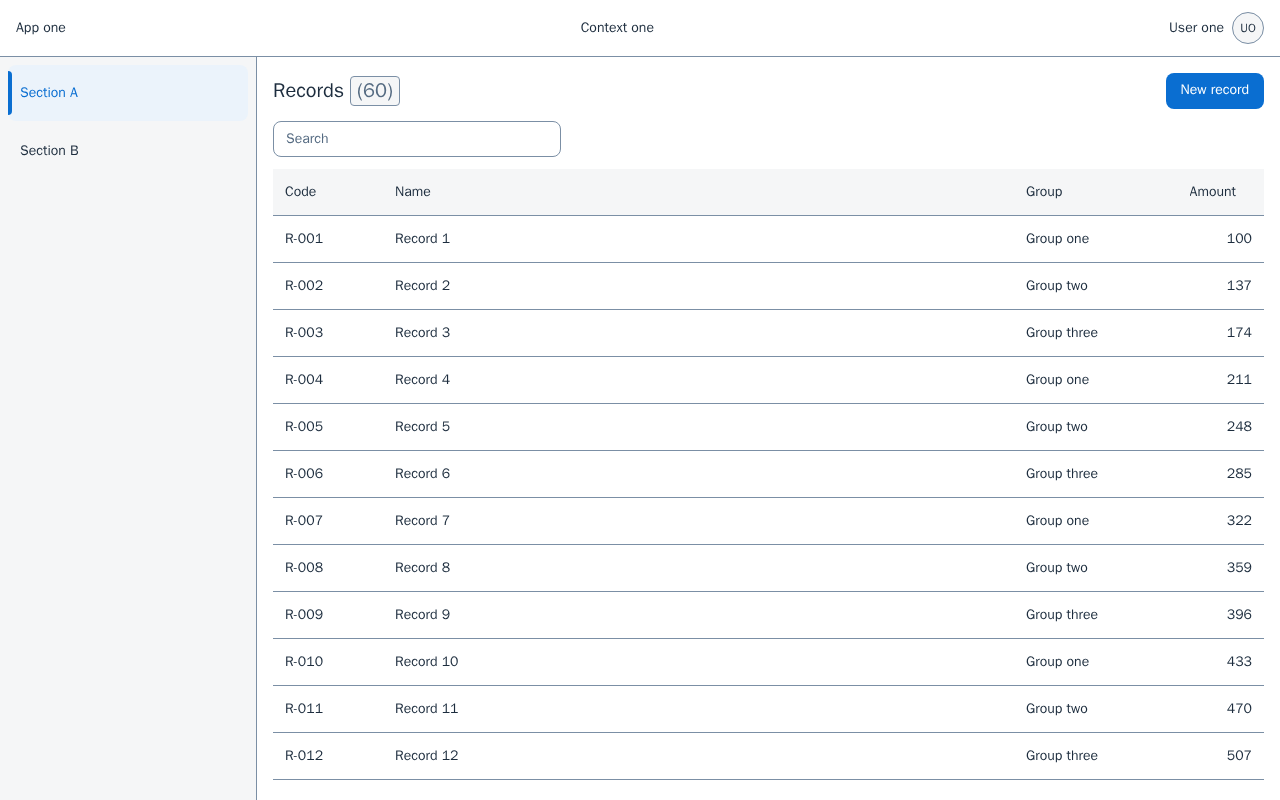 App one
Context one
User one
UO
Section A
Section B
Records (60)
New record
Search
Code Name Group Amount
R-001 Record 1 Group one 100
R-002 Record 2 Group two 137
R-003 Record 3 Group three 174
R-004 Record 4 Group one 211
R-005 Record 5 Group two 248
R-006 Record 6 Group three 285
R-007 Record 7 Group one 322
R-008 Record 8 Group two 359
R-009 Record 9 Group three 396
R-010 Record 10 Group one 433
R-011 Record 11 Group two 470
R-012 Record 12 Group three 507